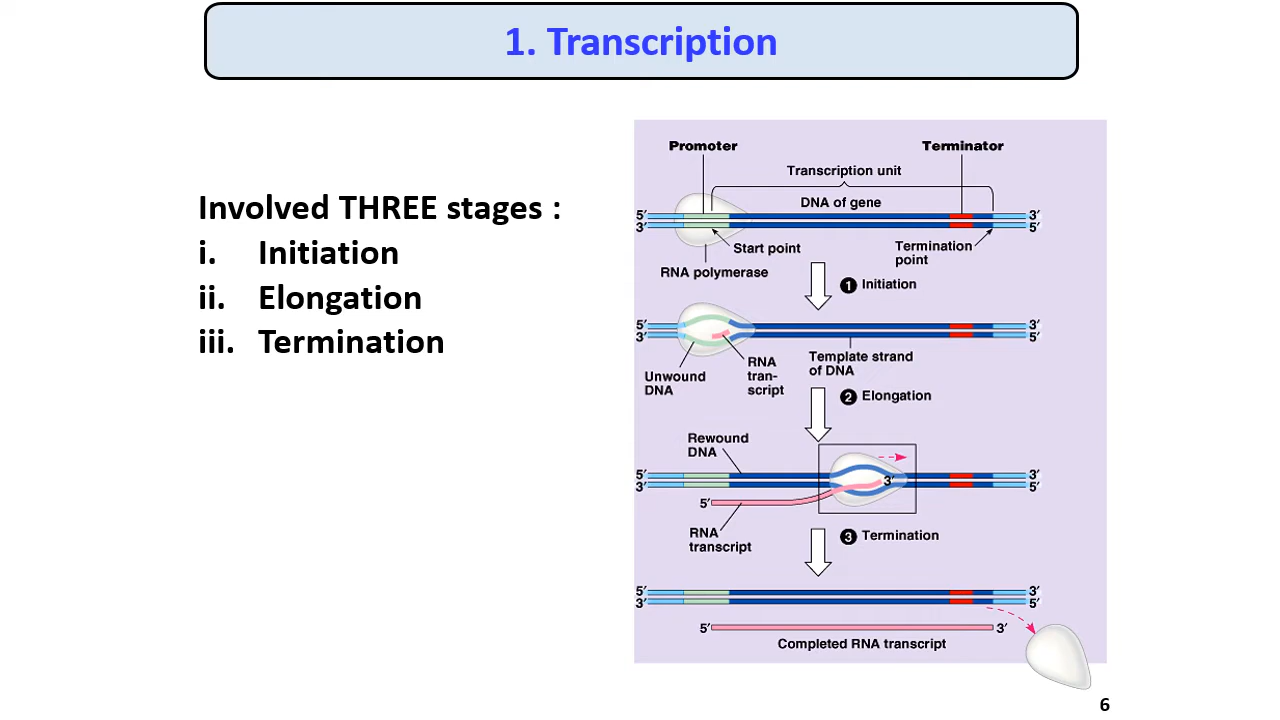 1. Transcription
Involved THREE stages :
i. Initiation
ii. Elongation
iii. Termination
Promoter
Terminator
Transcription unit
DNA of gene
5′
3′
3′
5′
Start point
Termination
point
RNA polymerase
1 Initiation
5′
3′
3′
5′
Unwound
DNA
RNA
tran-
script
Template strand
of DNA
2 Elongation
Rewound
DNA
5′
3′
3′
3′
5′
5′
RNA
transcript
3 Termination
5′
3′
3′
5′
5′
3′
Completed RNA transcript
6